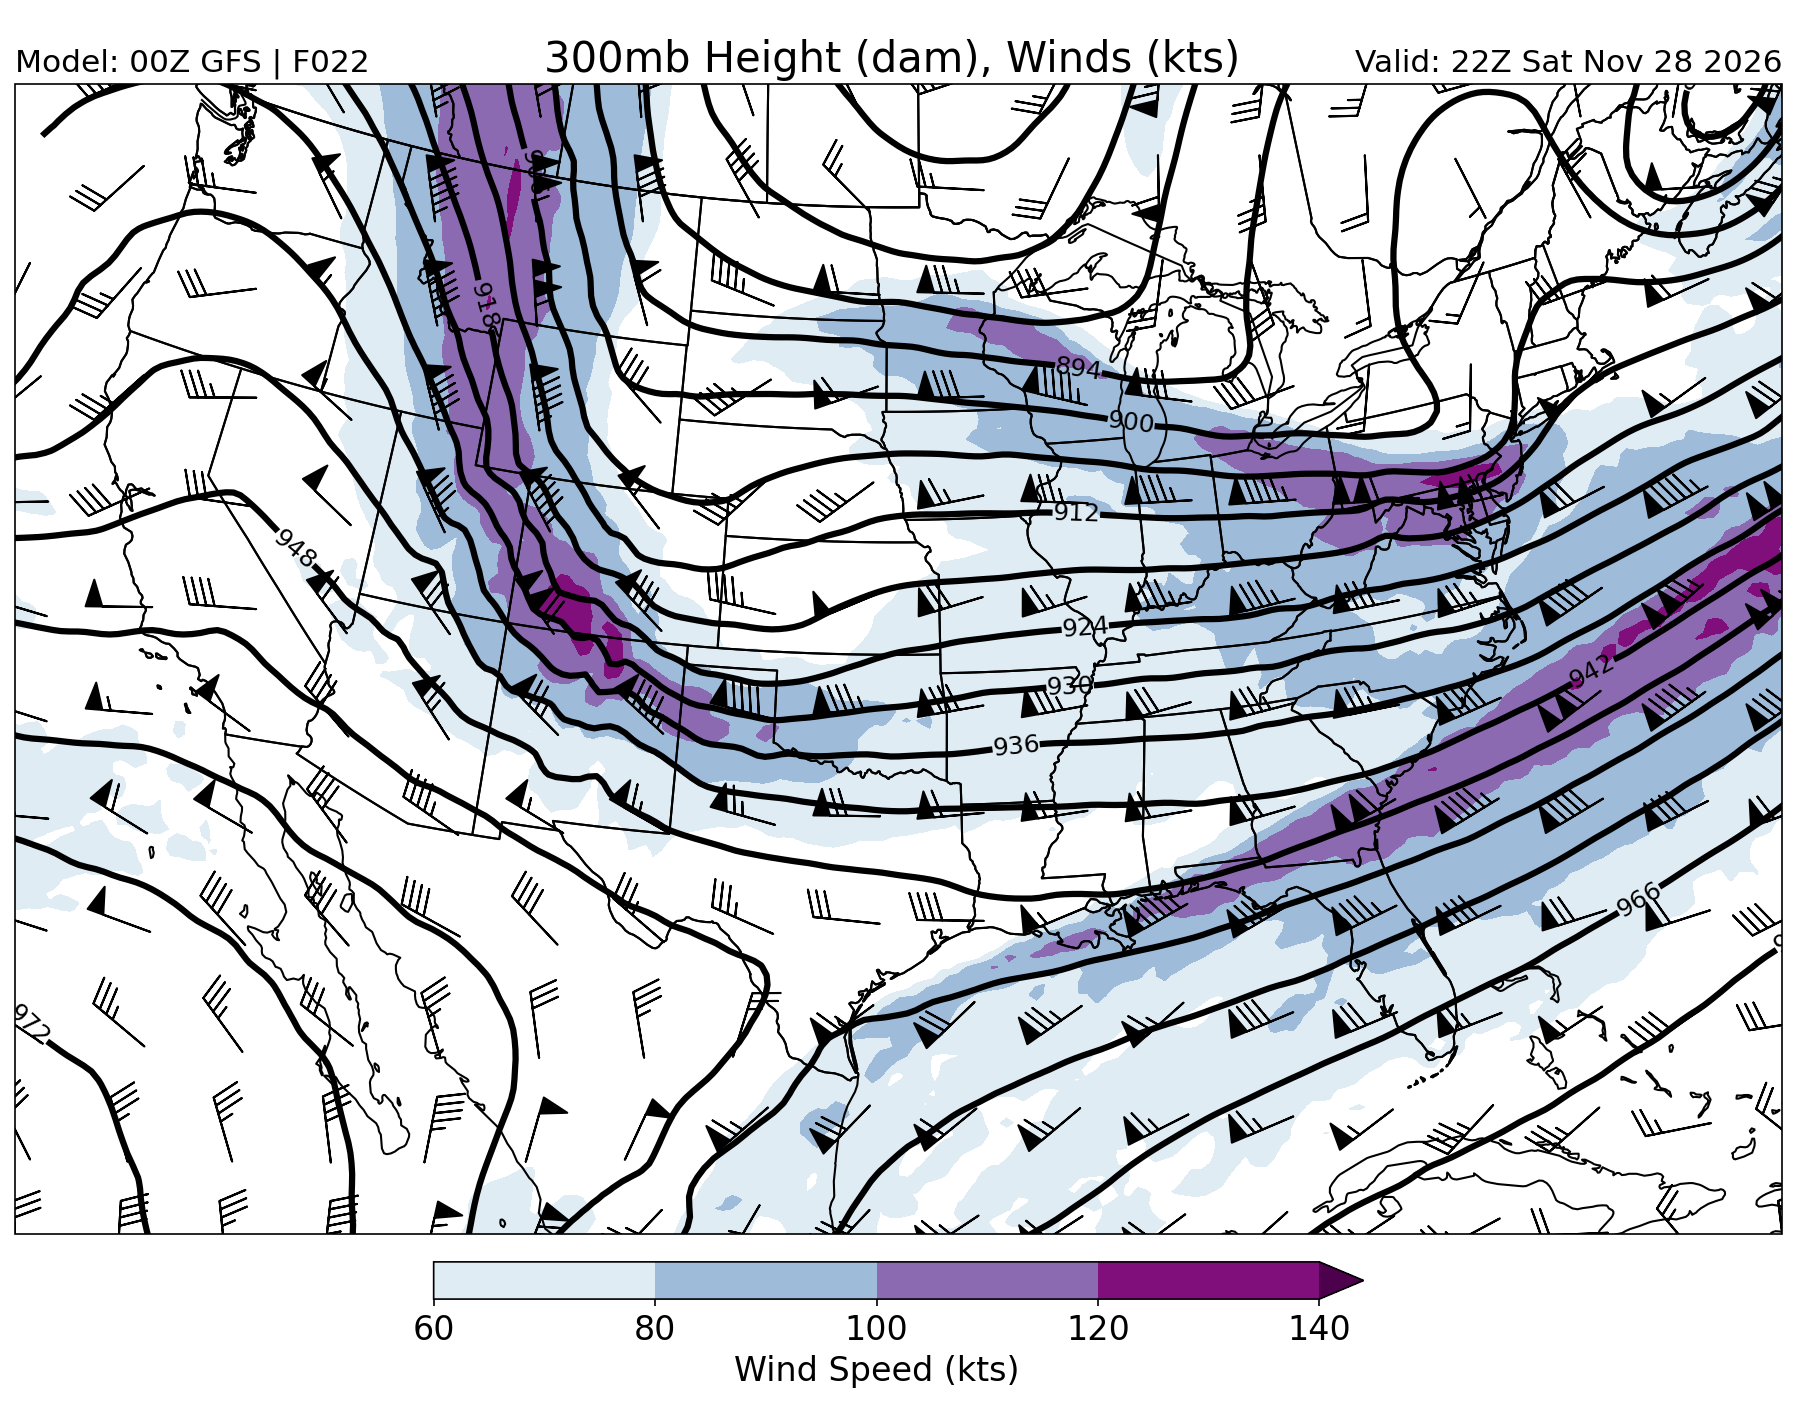 Model: 00Z GFS | F022
300mb Height (dam), Winds (kts)
Valid: 22Z Sat Nov 28 2026
918
894
900
912
948
924
930
942
936
966
972
60 80 100 120 140
Wind Speed (kts)